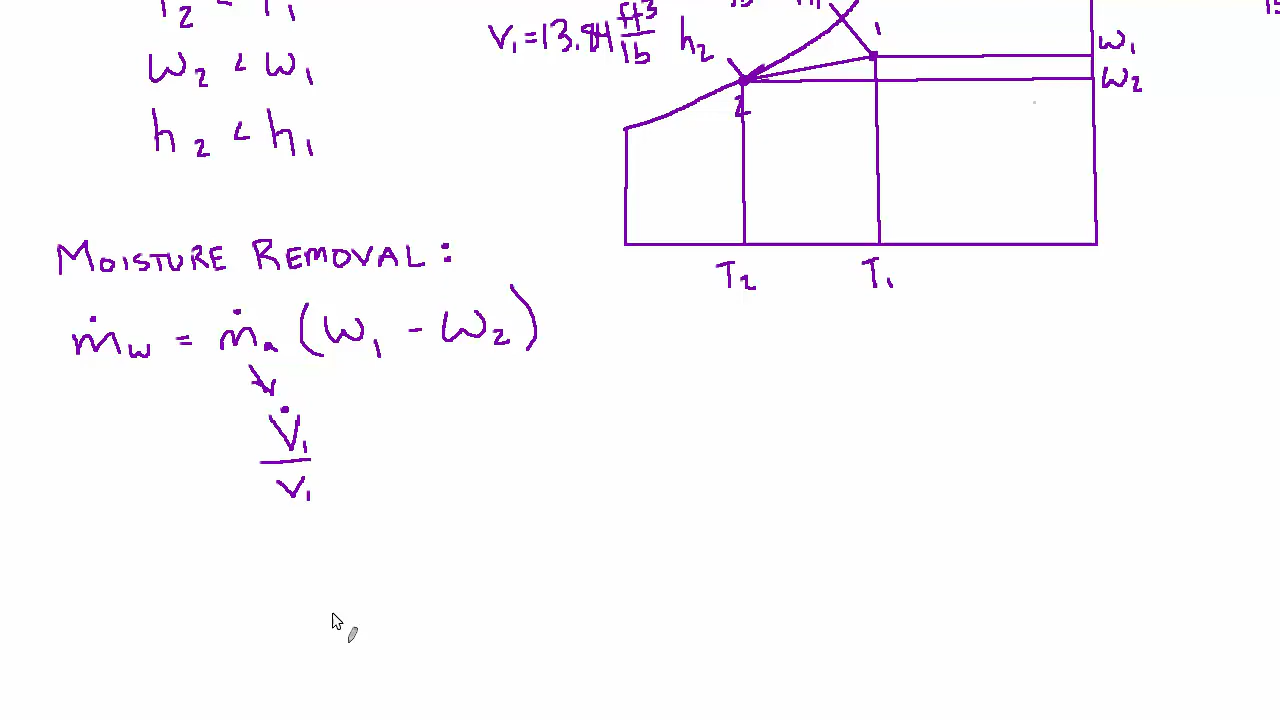 ω₂ < ω₁
h₂ < h₁
v₁ = 13.84 ft³/lb
h₂
1
2
ω₁
ω₂
T₂ T₁
MOISTURE REMOVAL:
ṁw = ṁa (ω₁ - ω₂)
V̇₁
v₁